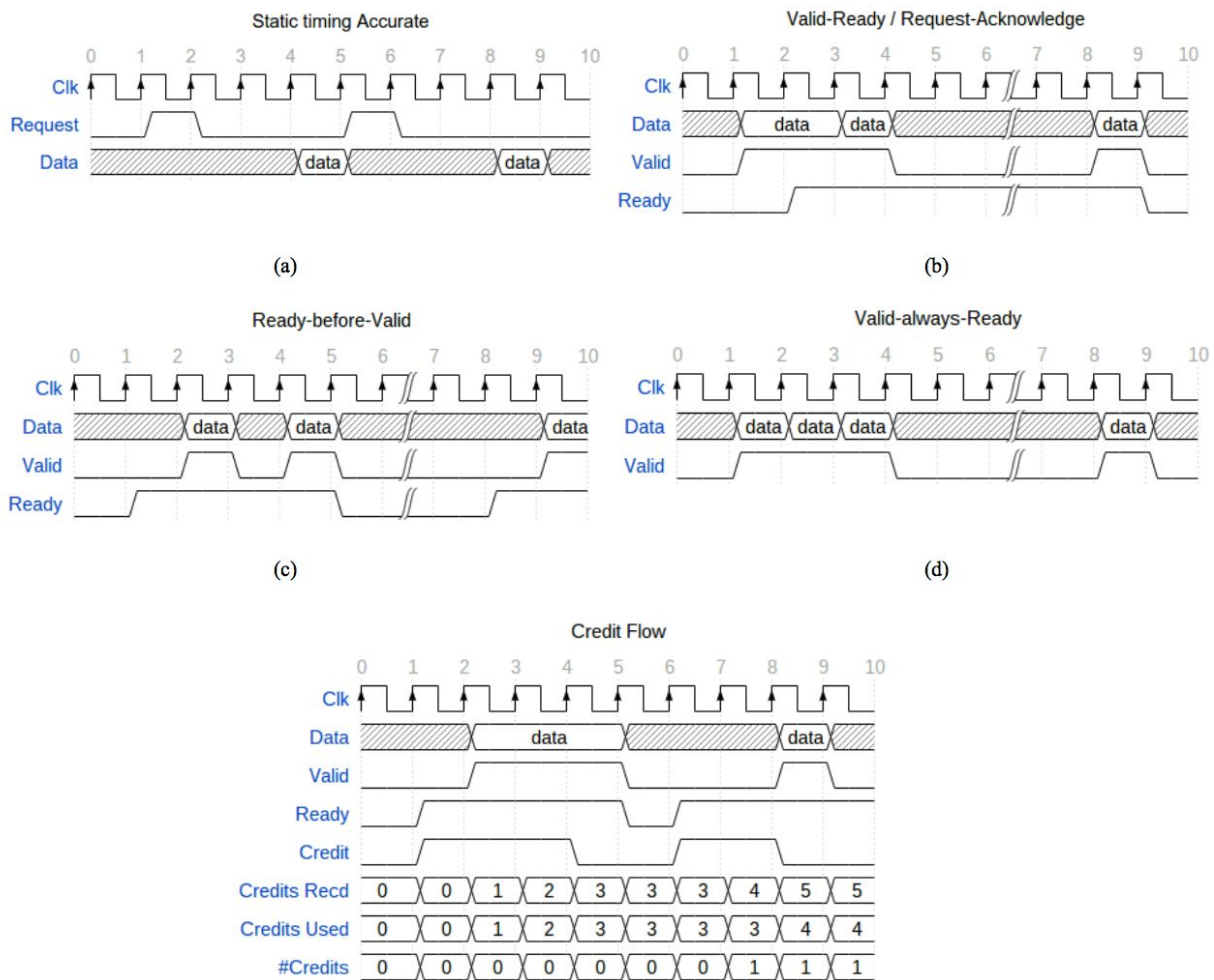 Static timing Accurate
0 1 2 3 4 5 6 7 8 9 10
Clk
Request
Data data data
(a)
Valid-Ready / Request-Acknowledge
0 1 2 3 4 5 6 7 8 9 10
Clk
Data data data data
Valid
Ready
(b)
Ready-before-Valid
0 1 2 3 4 5 6 7 8 9 10
Clk
Data data data data
Valid
Ready
(c)
Valid-always-Ready
0 1 2 3 4 5 6 7 8 9 10
Clk
Data data data data data
Valid
(d)
Credit Flow
0 1 2 3 4 5 6 7 8 9 10
Clk
Data data data
Valid
Ready
Credit
Credits Recd 0 0 1 2 3 3 3 4 5 5
Credits Used 0 0 1 2 3 3 3 3 4 4
#Credits 0 0 0 0 0 0 0 1 1 1